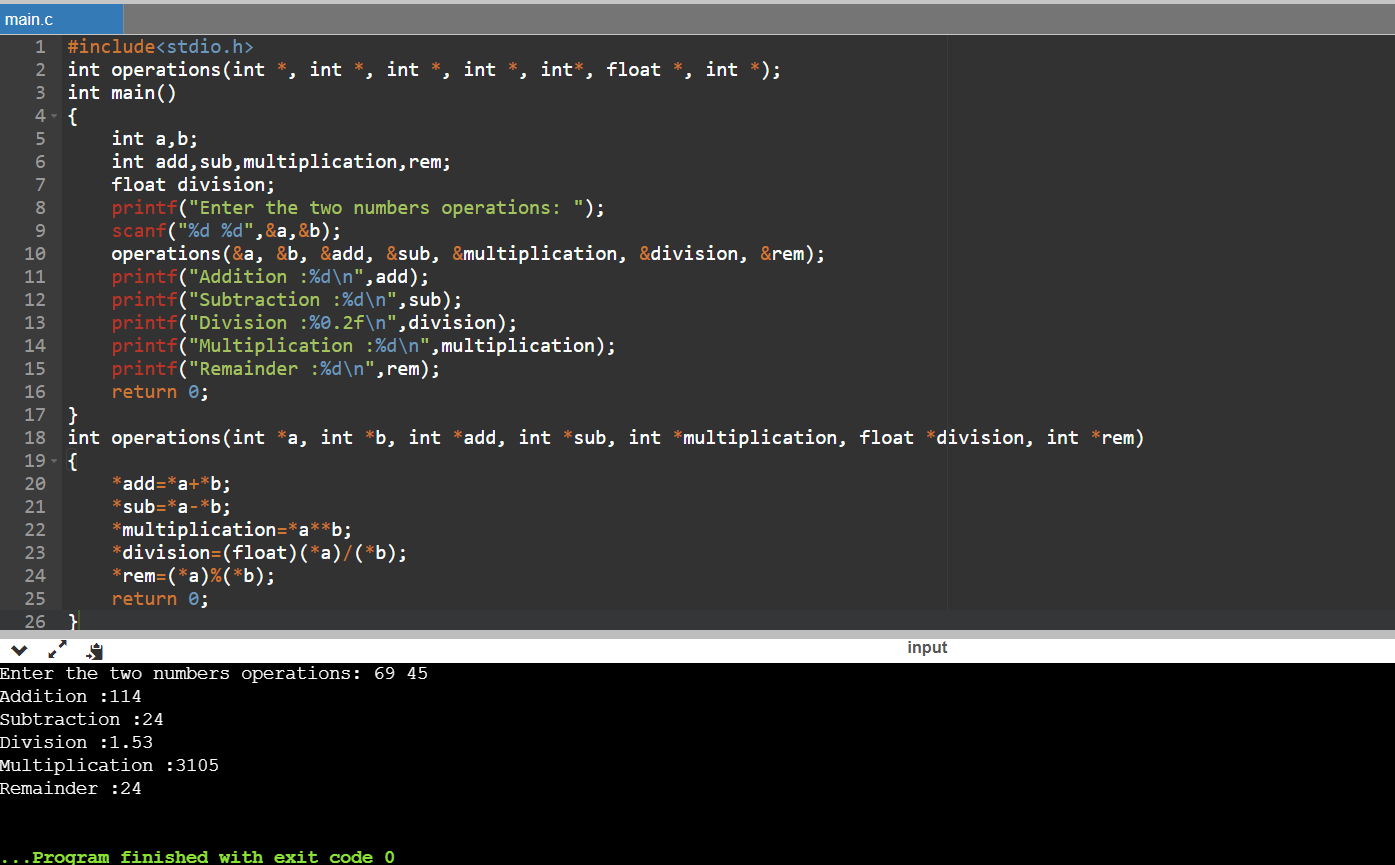 main.c
1 #include<stdio.h>
2 int operations(int *, int *, int *, int *, int*, float *, int *);
3 int main()
4 {
5     int a,b;
6     int add,sub,multiplication,rem;
7     float division;
8     printf("Enter the two numbers operations: ");
9     scanf("%d %d",&a,&b);
10     operations(&a, &b, &add, &sub, &multiplication, &division, &rem);
11     printf("Addition :%d\n",add);
12     printf("Subtraction :%d\n",sub);
13     printf("Division :%0.2f\n",division);
14     printf("Multiplication :%d\n",multiplication);
15     printf("Remainder :%d\n",rem);
16     return 0;
17 }
18 int operations(int *a, int *b, int *add, int *sub, int *multiplication, float *division, int *rem)
19 {
20     *add=*a+*b;
21     *sub=*a-*b;
22     *multiplication=*a**b;
23     *division=(float)(*a)/(*b);
24     *rem=(*a)%(*b);
25     return 0;
26 }
input
Enter the two numbers operations: 69 45
Addition :114
Subtraction :24
Division :1.53
Multiplication :3105
Remainder :24
...Program finished with exit code 0